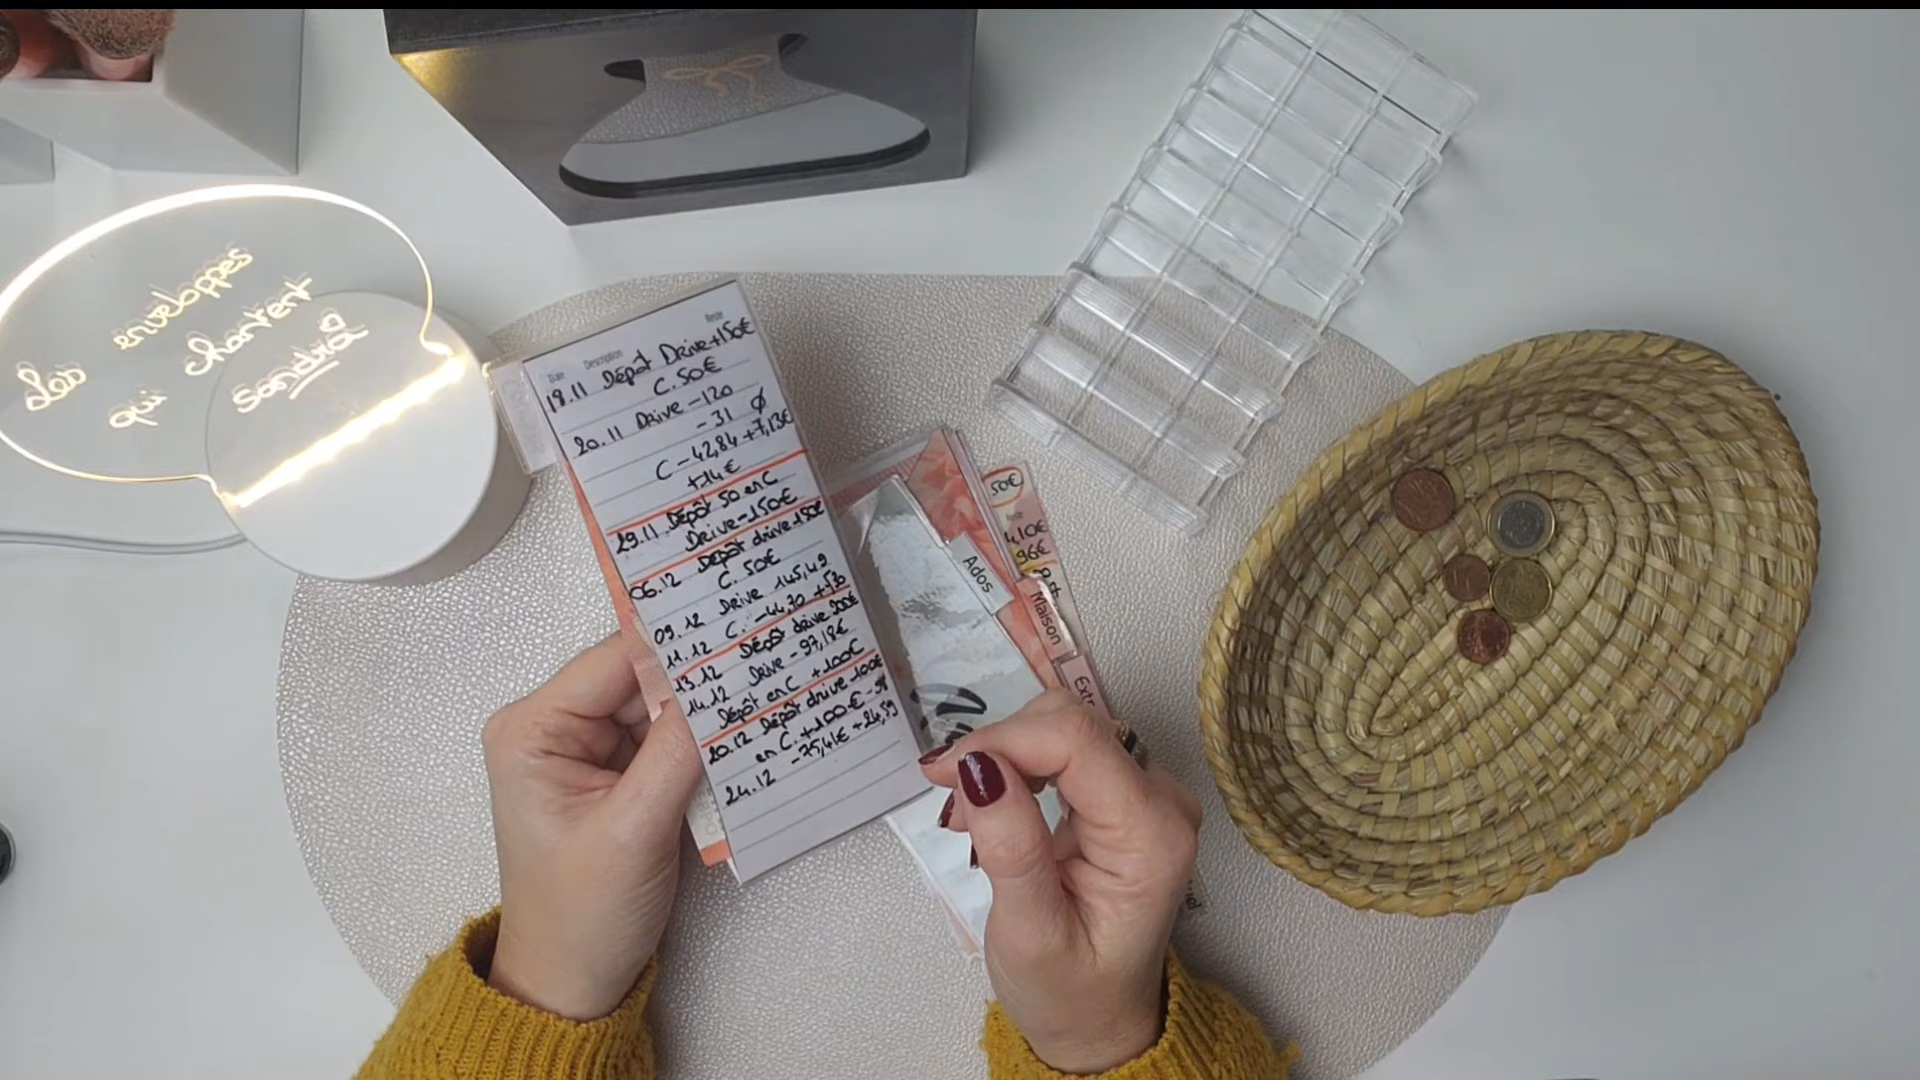 Les
enveloppes
qui chantent
Sandra
Date Description Reste
19.11 Dépôt Drive +150€
C. 50€
20.11 Drive -120
-31 Ø
C -42,84 +7,13€
+14€
29.11 Dépôt 50 en C
Drive -150€
06.12 Dépôt drive 150€
C. 50€
09.12 Drive 145,49
11.12 C. -44,70 +5,30
13.12 Dépôt drive 200€
14.12 Drive -97,18€
Dépôt en C +100€
20.12 Dépôt drive -100€
en C. +100€ -98
24.12 -75,41€ +24,59
50€
Reste
4,10€
96€
Ados
Maison
Extr